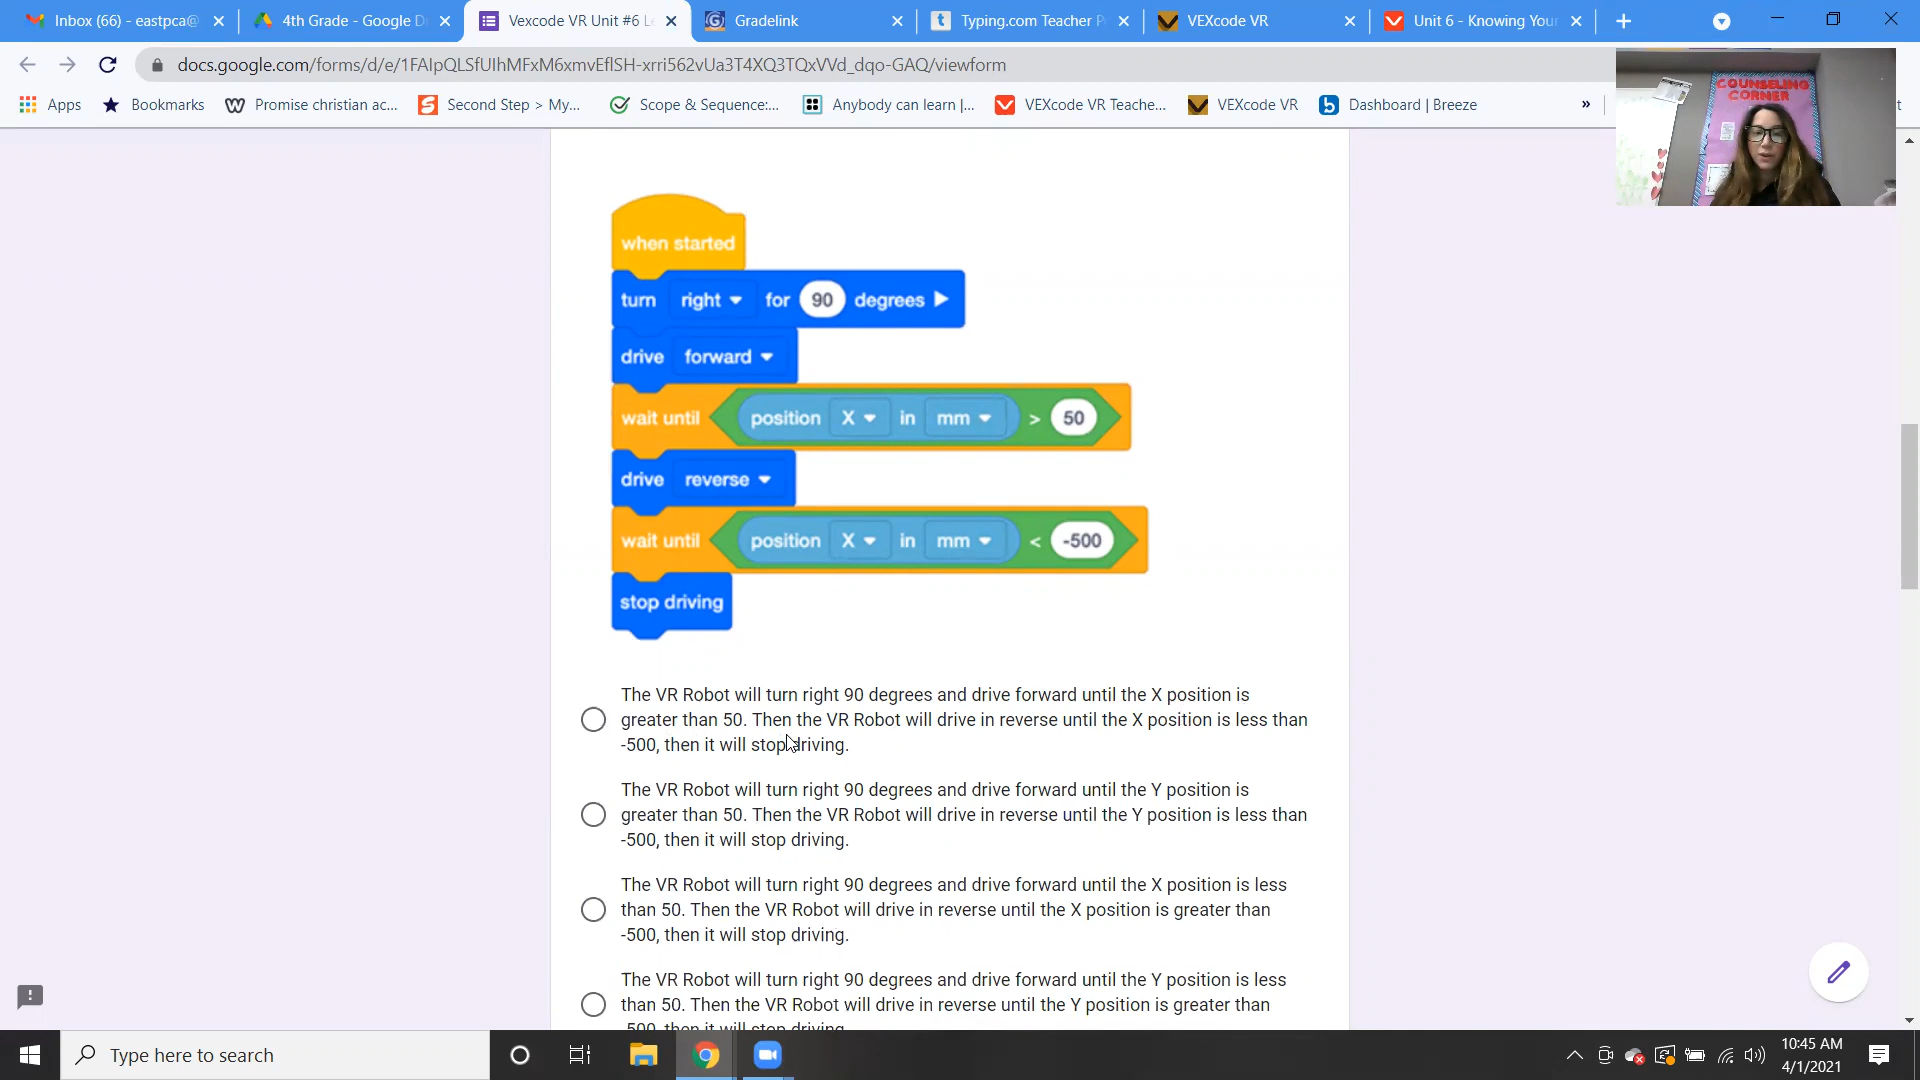 Inbox (66) - eastpca@
4th Grade - Google D
Vexcode VR Unit #6 L
Gradelink
Typing.com Teacher P
VEXcode VR
Unit 6 - Knowing Your
docs.google.com/forms/d/e/1FAIpQLSfUIhMFxM6xmvEflSH-xrri562vUa3T4XQ3TQxVVd_dqo-GAQ/viewform
Apps
Bookmarks
Promise christian ac...
Second Step > My...
Scope & Sequence:...
Anybody can learn |...
VEXcode VR Teache...
VEXcode VR
Dashboard | Breeze
»
COUNSELING
CORNER
when started
turn right for 90 degrees
drive forward
wait until position X in mm > 50
drive reverse
wait until position X in mm < -500
stop driving
The VR Robot will turn right 90 degrees and drive forward until the X position is
greater than 50. Then the VR Robot will drive in reverse until the X position is less than
-500, then it will stop driving.
The VR Robot will turn right 90 degrees and drive forward until the Y position is
greater than 50. Then the VR Robot will drive in reverse until the Y position is less than
-500, then it will stop driving.
The VR Robot will turn right 90 degrees and drive forward until the X position is less
than 50. Then the VR Robot will drive in reverse until the X position is greater than
-500, then it will stop driving.
The VR Robot will turn right 90 degrees and drive forward until the Y position is less
than 50. Then the VR Robot will drive in reverse until the Y position is greater than
-500, then it will stop driving.
Type here to search
10:45 AM
4/1/2021